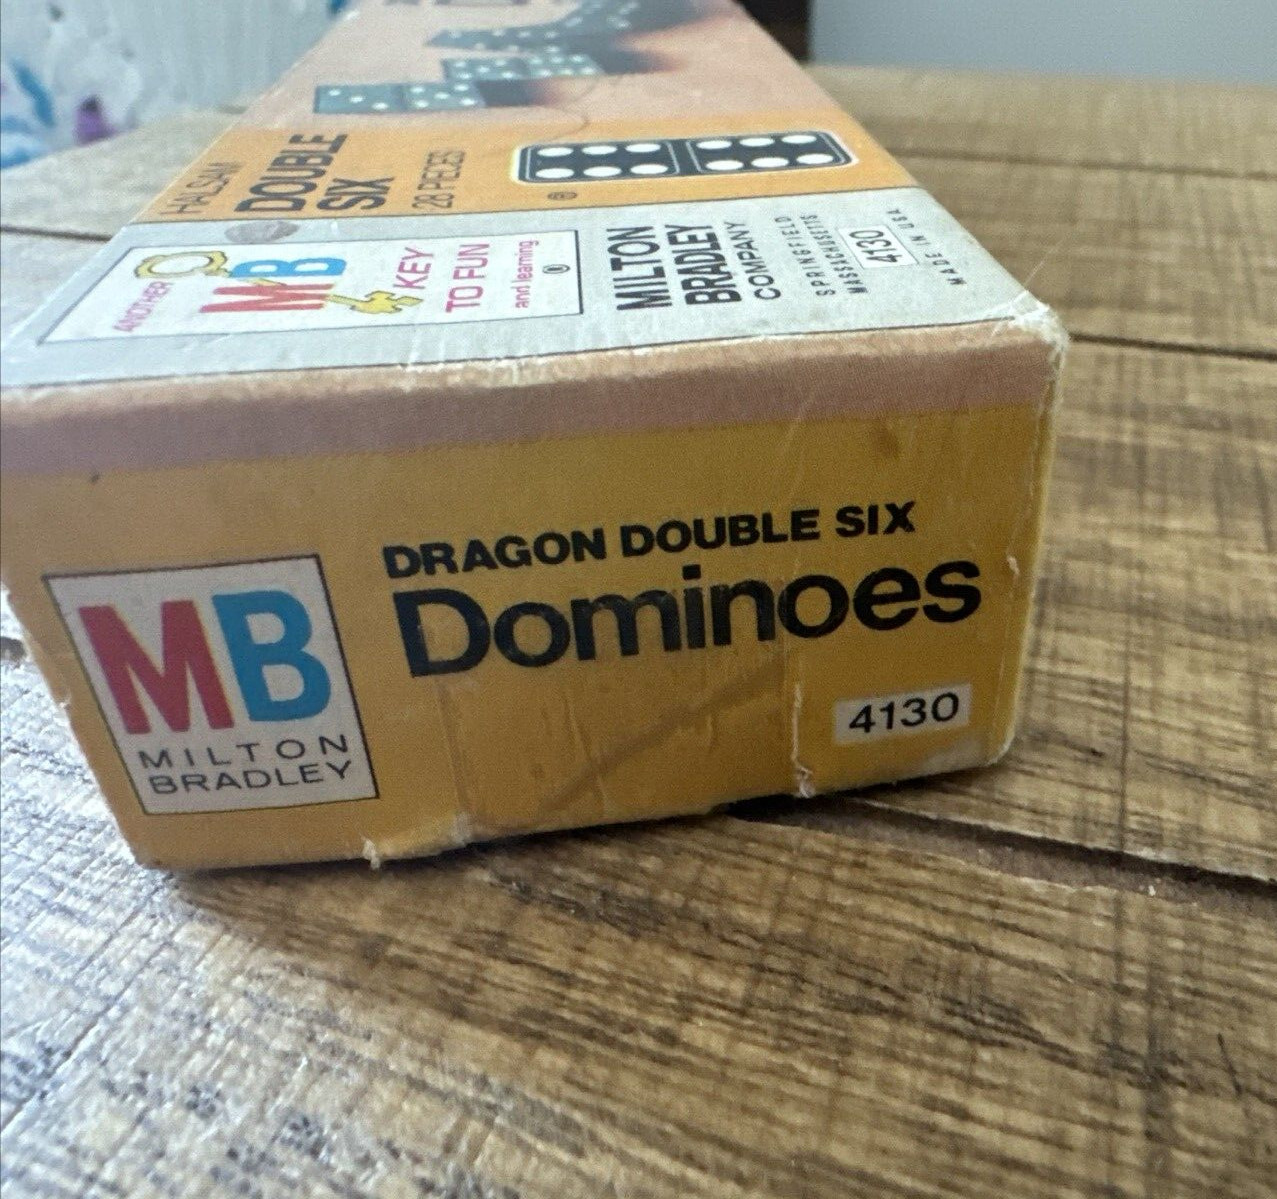 HALSAM
DOUBLE
SIX
28 PIECES
®
ANOTHER
MB
KEY
TO FUN
and learning
®
MILTON
BRADLEY
COMPANY
SPRINGFIELD
MASSACHUSETTS
4130
MADE IN USA
DRAGON DOUBLE SIX
Dominoes
MB
MILTON
BRADLEY
4130